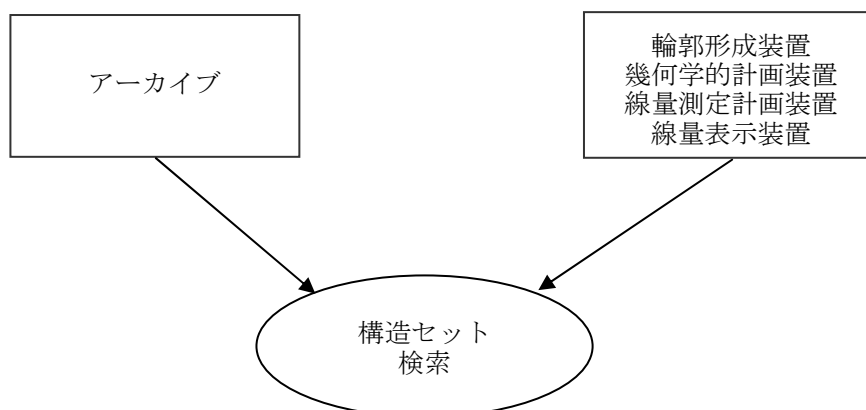 アーカイブ
輪郭形成装置
幾何学的計画装置
線量測定計画装置
線量表示装置
構造セット
検索